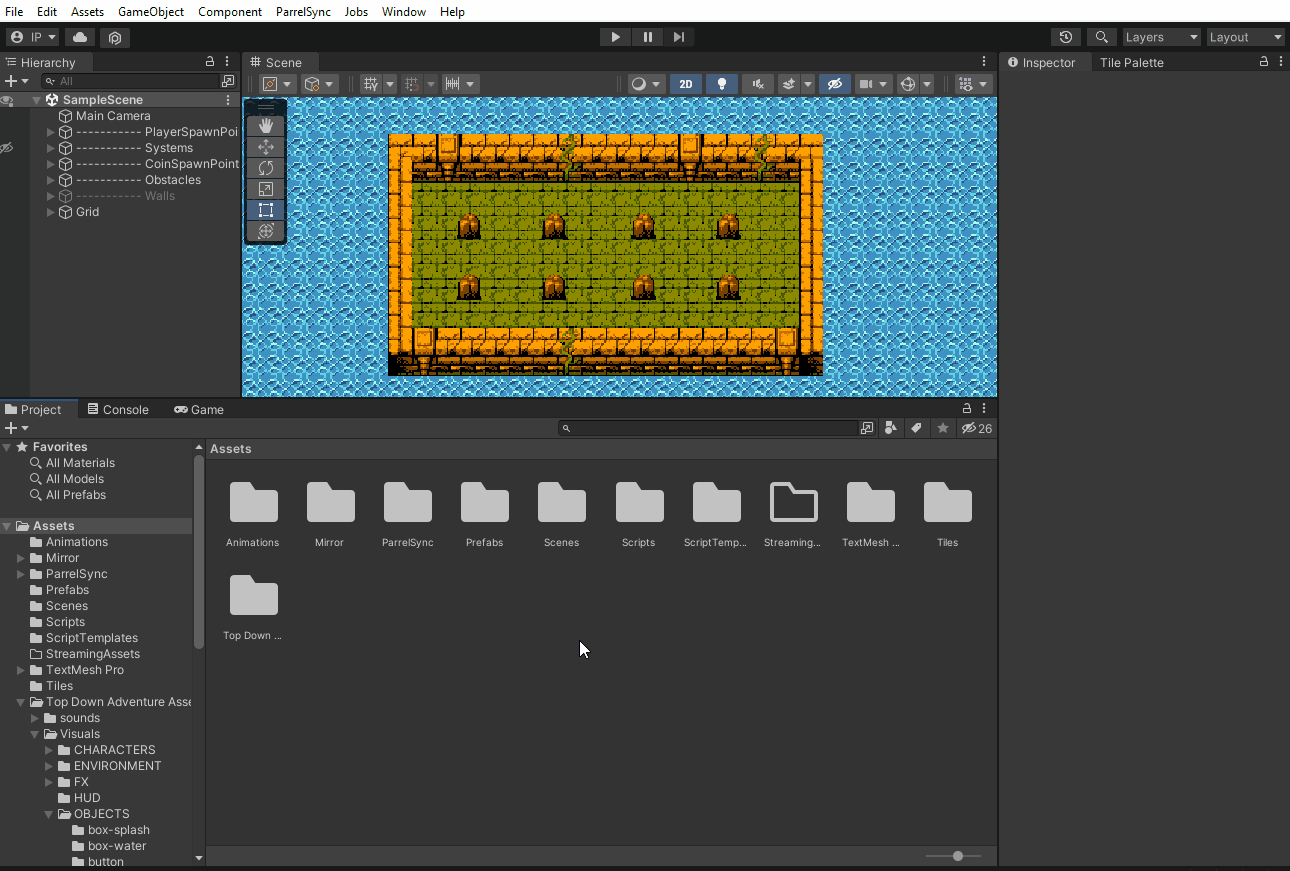 File Edit Assets GameObject Component ParrelSync Jobs Window Help
IP Layers Layout
Hierarchy
All
SampleScene
Main Camera
----------- PlayerSpawnPoi
----------- Systems
----------- CoinSpawnPoint
----------- Obstacles
----------- Walls
Grid
Scene
2D
Inspector Tile Palette
Project Console Game
26
Favorites
All Materials
All Models
All Prefabs
Assets
Animations
Mirror
ParrelSync
Prefabs
Scenes
Scripts
ScriptTemplates
StreamingAssets
TextMesh Pro
Tiles
Top Down Adventure Asse
sounds
Visuals
CHARACTERS
ENVIRONMENT
FX
HUD
OBJECTS
box-splash
box-water
button
Assets
Animations Mirror ParrelSync Prefabs Scenes Scripts ScriptTemp... Streaming... TextMesh ... Tiles
Top Down ...